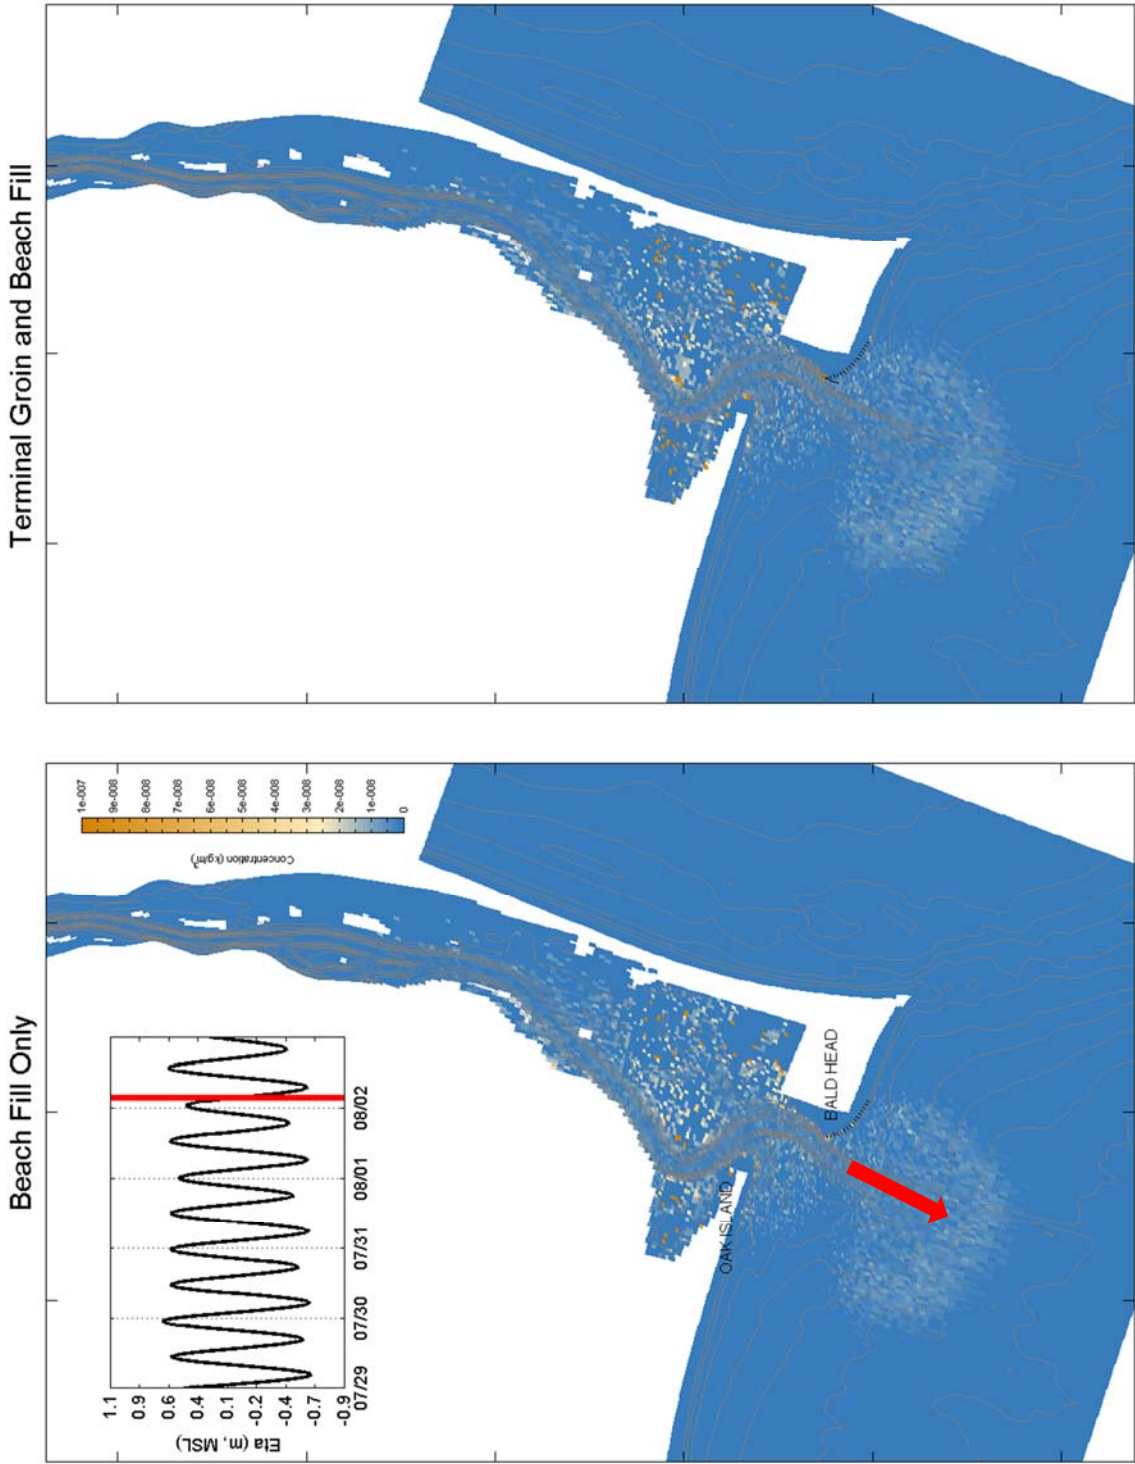 Beach Fill Only
Terminal Groin and Beach Fill
Eta (m, MSL)
1.1
0.9
0.6
0.4
0.1
-0.2
-0.4
-0.7
-0.9
07/29
07/30
07/31
08/01
08/02
Concentration (kg/m³)
1e-007
9e-008
8e-008
7e-008
6e-008
5e-008
4e-008
3e-008
2e-008
1e-008
0
OAK ISLAND
BALD HEAD